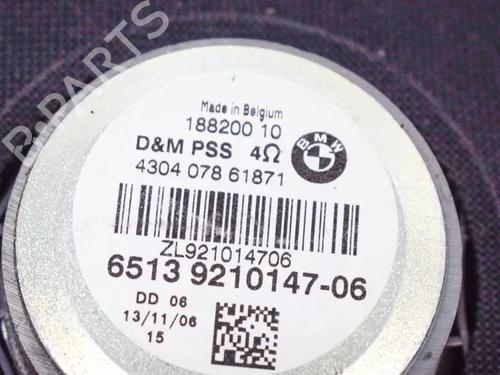 Made in Belgium
188200 10
D&M PSS 4Ω
BMW
4304 078 61871
ZL921014706
6513 9210147-06
DD 06
13/11/06
15
R-PARTS